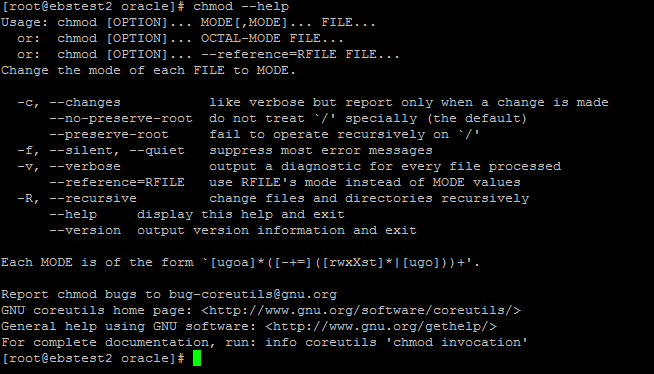 [root@ebstest2 oracle]# chmod --help
Usage: chmod [OPTION]... MODE[,MODE]... FILE...
  or:  chmod [OPTION]... OCTAL-MODE FILE...
  or:  chmod [OPTION]... --reference=RFILE FILE...
Change the mode of each FILE to MODE.

  -c, --changes           like verbose but report only when a change is made
      --no-preserve-root  do not treat `/' specially (the default)
      --preserve-root     fail to operate recursively on `/'
  -f, --silent, --quiet   suppress most error messages
  -v, --verbose           output a diagnostic for every file processed
      --reference=RFILE   use RFILE's mode instead of MODE values
  -R, --recursive         change files and directories recursively
      --help     display this help and exit
      --version  output version information and exit

Each MODE is of the form `[ugoa]*([-+=]([rwxXst]*|[ugo]))+'.

Report chmod bugs to bug-coreutils@gnu.org
GNU coreutils home page: <http://www.gnu.org/software/coreutils/>
General help using GNU software: <http://www.gnu.org/gethelp/>
For complete documentation, run: info coreutils 'chmod invocation'
[root@ebstest2 oracle]#